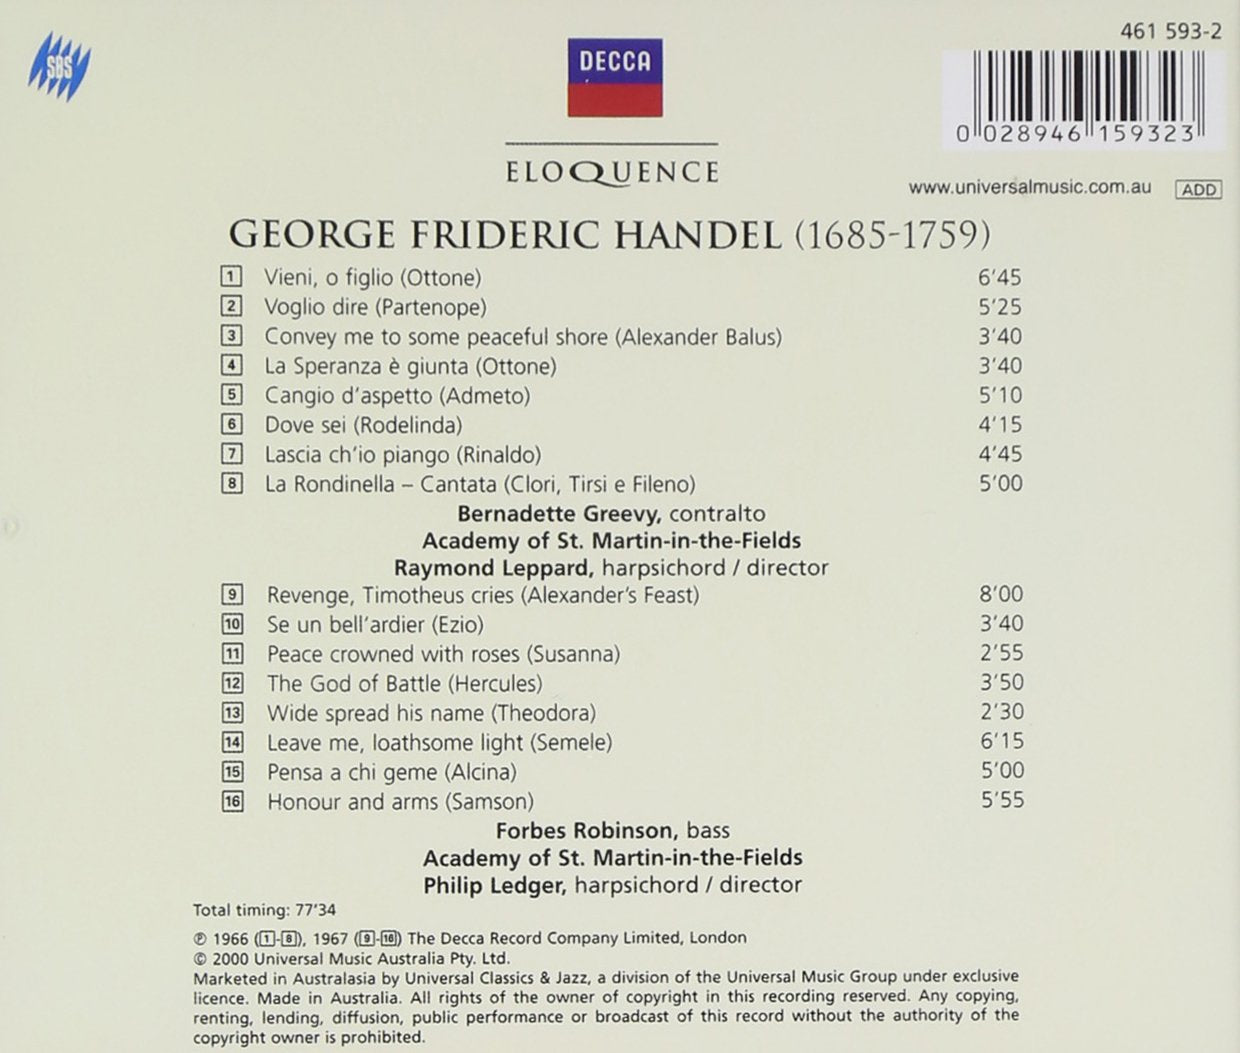 461 593-2
SBS
DECCA
0 028946 159323
ELOQUENCE
www.universalmusic.com.au ADD
GEORGE FRIDERIC HANDEL (1685-1759)
1 Vieni, o figlio (Ottone) 6'45
2 Voglio dire (Partenope) 5'25
3 Convey me to some peaceful shore (Alexander Balus) 3'40
4 La Speranza è giunta (Ottone) 3'40
5 Cangio d'aspetto (Admeto) 5'10
6 Dove sei (Rodelinda) 4'15
7 Lascia ch'io piango (Rinaldo) 4'45
8 La Rondinella – Cantata (Clori, Tirsi e Fileno) 5'00
Bernadette Greevy, contralto
Academy of St. Martin-in-the-Fields
Raymond Leppard, harpsichord / director
9 Revenge, Timotheus cries (Alexander's Feast) 8'00
10 Se un bell'ardier (Ezio) 3'40
11 Peace crowned with roses (Susanna) 2'55
12 The God of Battle (Hercules) 3'50
13 Wide spread his name (Theodora) 2'30
14 Leave me, loathsome light (Semele) 6'15
15 Pensa a chi geme (Alcina) 5'00
16 Honour and arms (Samson) 5'55
Forbes Robinson, bass
Academy of St. Martin-in-the-Fields
Philip Ledger, harpsichord / director
Total timing: 77'34
℗ 1966 (1-8), 1967 (9-16) The Decca Record Company Limited, London
© 2000 Universal Music Australia Pty. Ltd.
Marketed in Australasia by Universal Classics & Jazz, a division of the Universal Music Group under exclusive
licence. Made in Australia. All rights of the owner of copyright in this recording reserved. Any copying,
renting, lending, diffusion, public performance or broadcast of this record without the authority of the
copyright owner is prohibited.